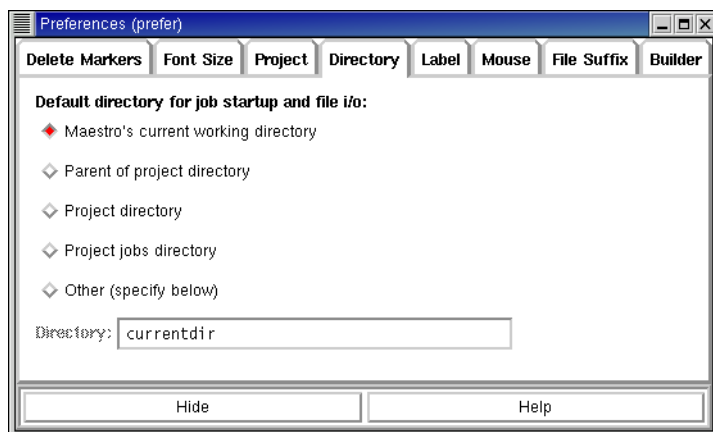 Preferences (prefer)
Delete Markers Font Size Project Directory Label Mouse File Suffix Builder
Default directory for job startup and file i/o:
Maestro's current working directory
Parent of project directory
Project directory
Project jobs directory
Other (specify below)
Directory: currentdir
Hide Help